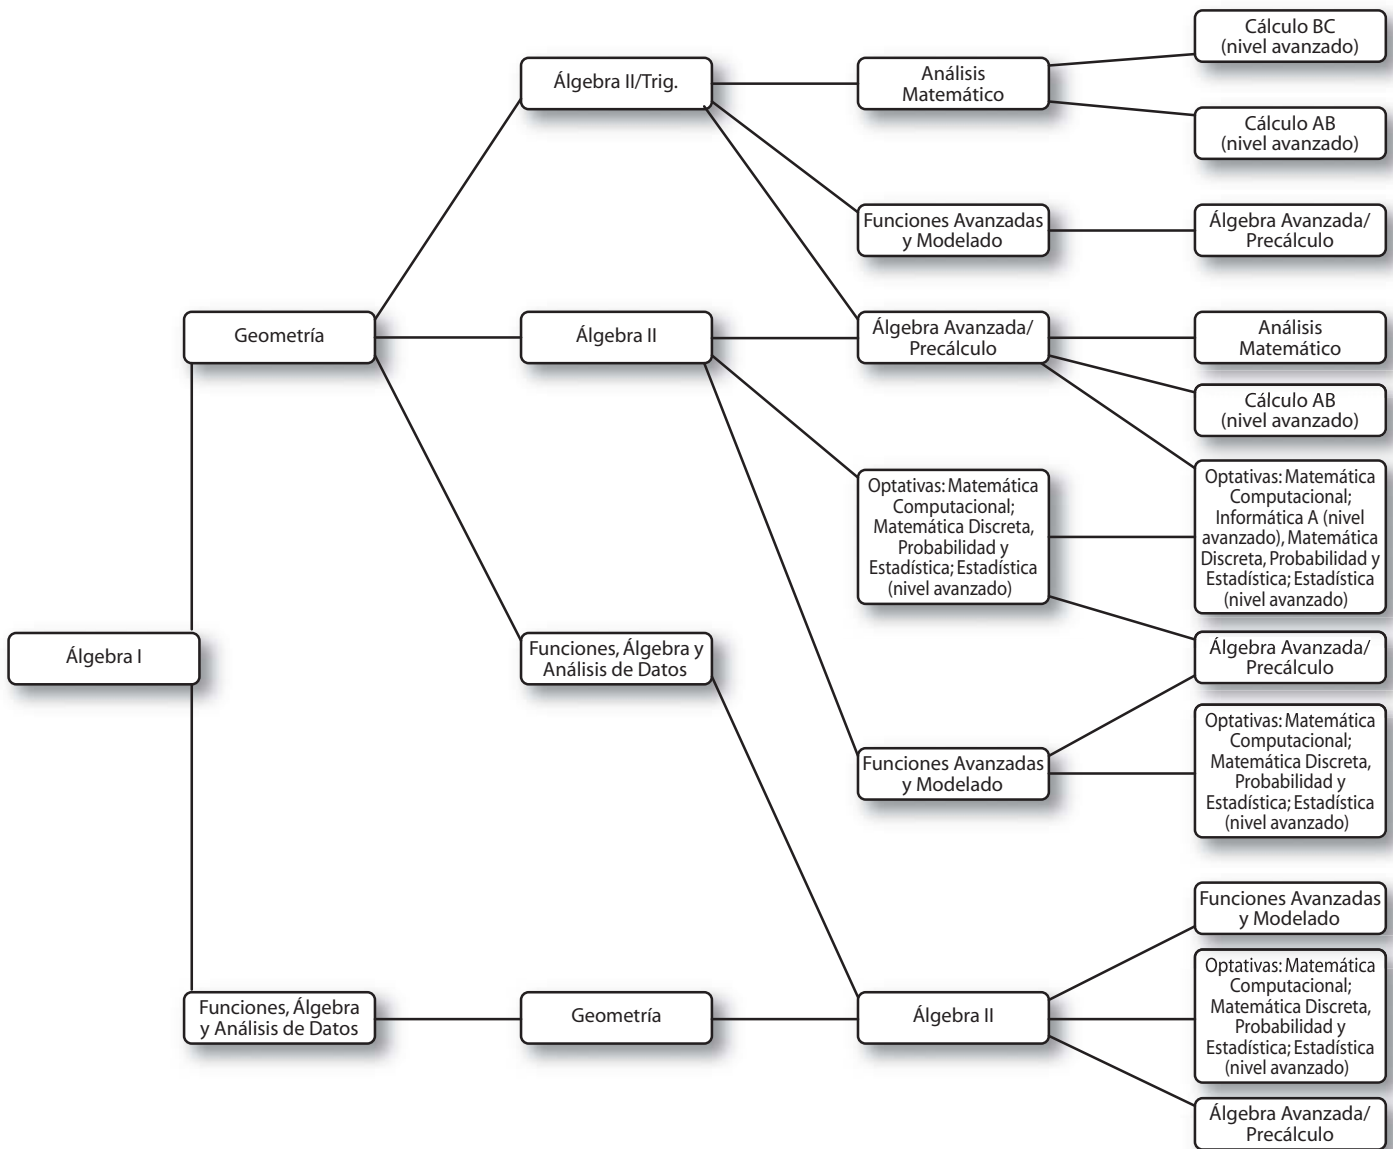 Cálculo BC
(nivel avanzado)
Álgebra II/Trig.
Análisis
Matemático
Cálculo AB
(nivel avanzado)
Funciones Avanzadas
y Modelado
Álgebra Avanzada/
Precálculo
Geometría
Álgebra II
Álgebra Avanzada/
Precálculo
Análisis
Matemático
Cálculo AB
(nivel avanzado)
Optativas: Matemática
Computacional;
Matemática Discreta,
Probabilidad y
Estadística; Estadística
(nivel avanzado)
Optativas: Matemática
Computacional;
Informática A (nivel
avanzado), Matemática
Discreta, Probabilidad y
Estadística; Estadística
(nivel avanzado)
Álgebra I
Funciones, Álgebra y
Análisis de Datos
Álgebra Avanzada/
Precálculo
Funciones Avanzadas
y Modelado
Optativas: Matemática
Computacional;
Matemática Discreta,
Probabilidad y
Estadística; Estadística
(nivel avanzado)
Funciones Avanzadas
y Modelado
Funciones, Álgebra
y Análisis de Datos
Geometría
Álgebra II
Optativas: Matemática
Computacional;
Matemática Discreta,
Probabilidad y
Estadística; Estadística
(nivel avanzado)
Álgebra Avanzada/
Precálculo